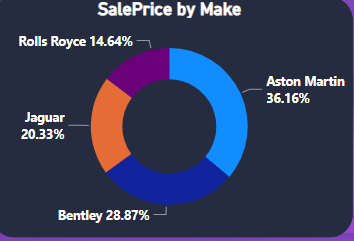 SalePrice by Make
Rolls Royce 14.64%
Aston Martin
36.16%
Jaguar
20.33%
Bentley 28.87%